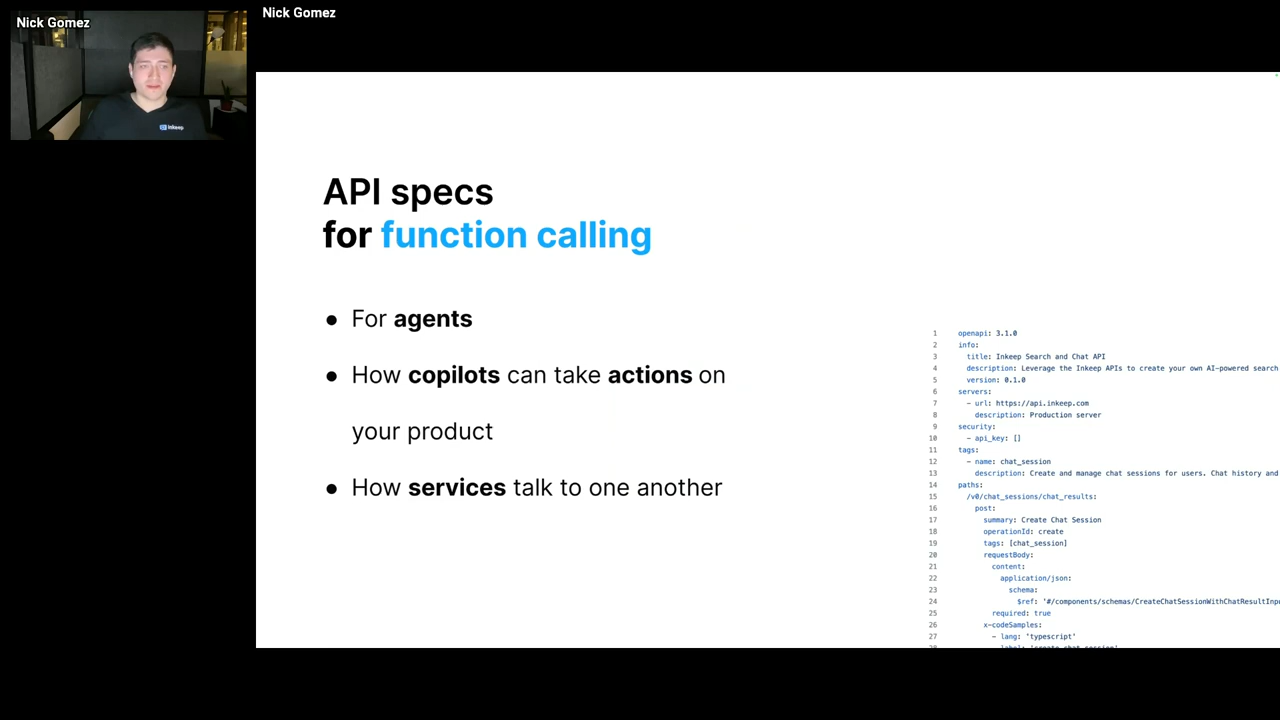 Nick Gomez
Nick Gomez
inkeep
API specs
for function calling
● For agents
● How copilots can take actions on
your product
● How services talk to one another
1 openapi: 3.1.0
2 info:
3 title: Inkeep Search and Chat API
4 description: Leverage the Inkeep APIs to create your own AI-powered search
5 version: 0.1.0
6 servers:
7 - url: https://api.inkeep.com
8 description: Production server
9 security:
10 - api_key: []
11 tags:
12 - name: chat_session
13 description: Create and manage chat sessions for users. Chat history and
14 paths:
15 /v0/chat_sessions/chat_results:
16 post:
17 summary: Create Chat Session
18 operationId: create
19 tags: [chat_session]
20 requestBody:
21 content:
22 application/json:
23 schema:
24 $ref: '#/components/schemas/CreateChatSessionWithChatResultInpu
25 required: true
26 x-codeSamples:
27 - lang: 'typescript'